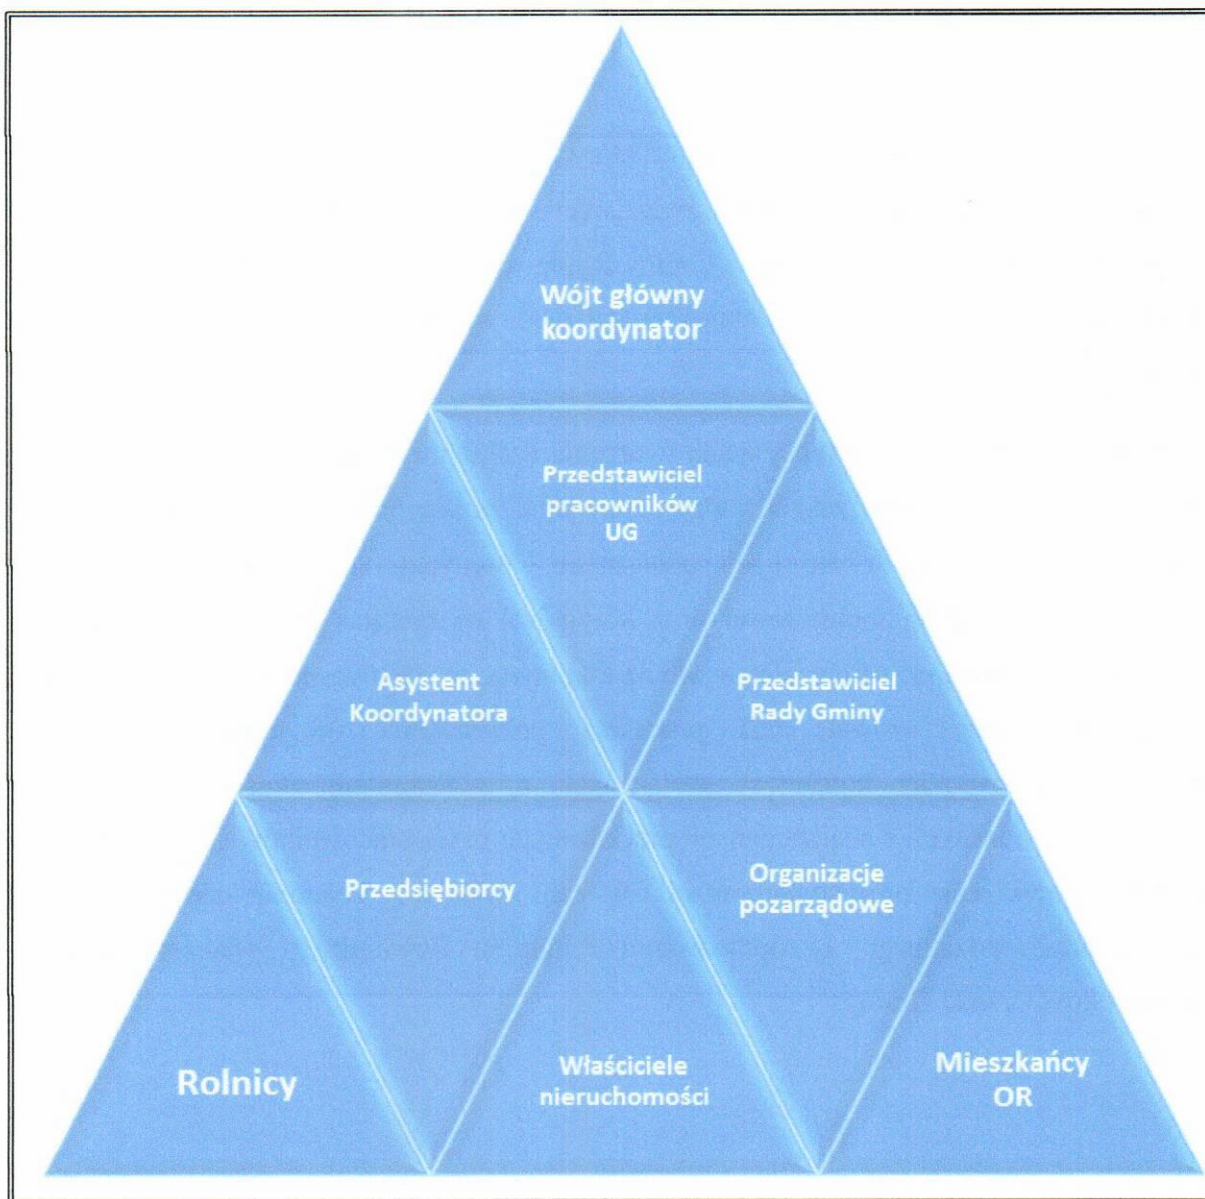 Wójt główny
koordynator
Przedstawiciel
pracowników
UG
Asystent
Koordynatora
Przedstawiciel
Rady Gminy
Przedsiębiorcy
Organizacje
pozarządowe
Rolnicy
Właściciele
nieruchomości
Mieszkańcy
OR